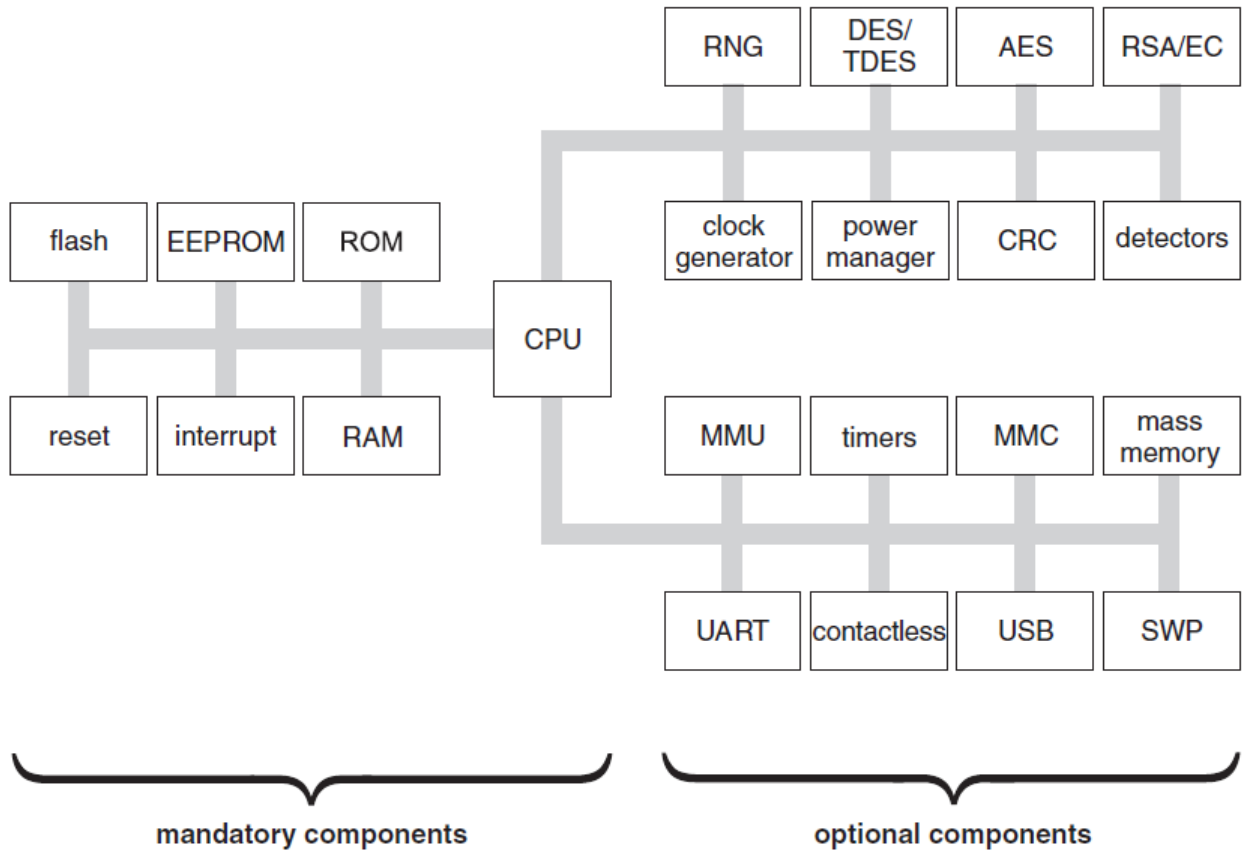 RNG
DES/
TDES
AES
RSA/EC
clock
generator
power
manager
CRC
detectors
flash
EEPROM
ROM
CPU
reset
interrupt
RAM
MMU
timers
MMC
mass
memory
UART
contactless
USB
SWP
mandatory components
optional components